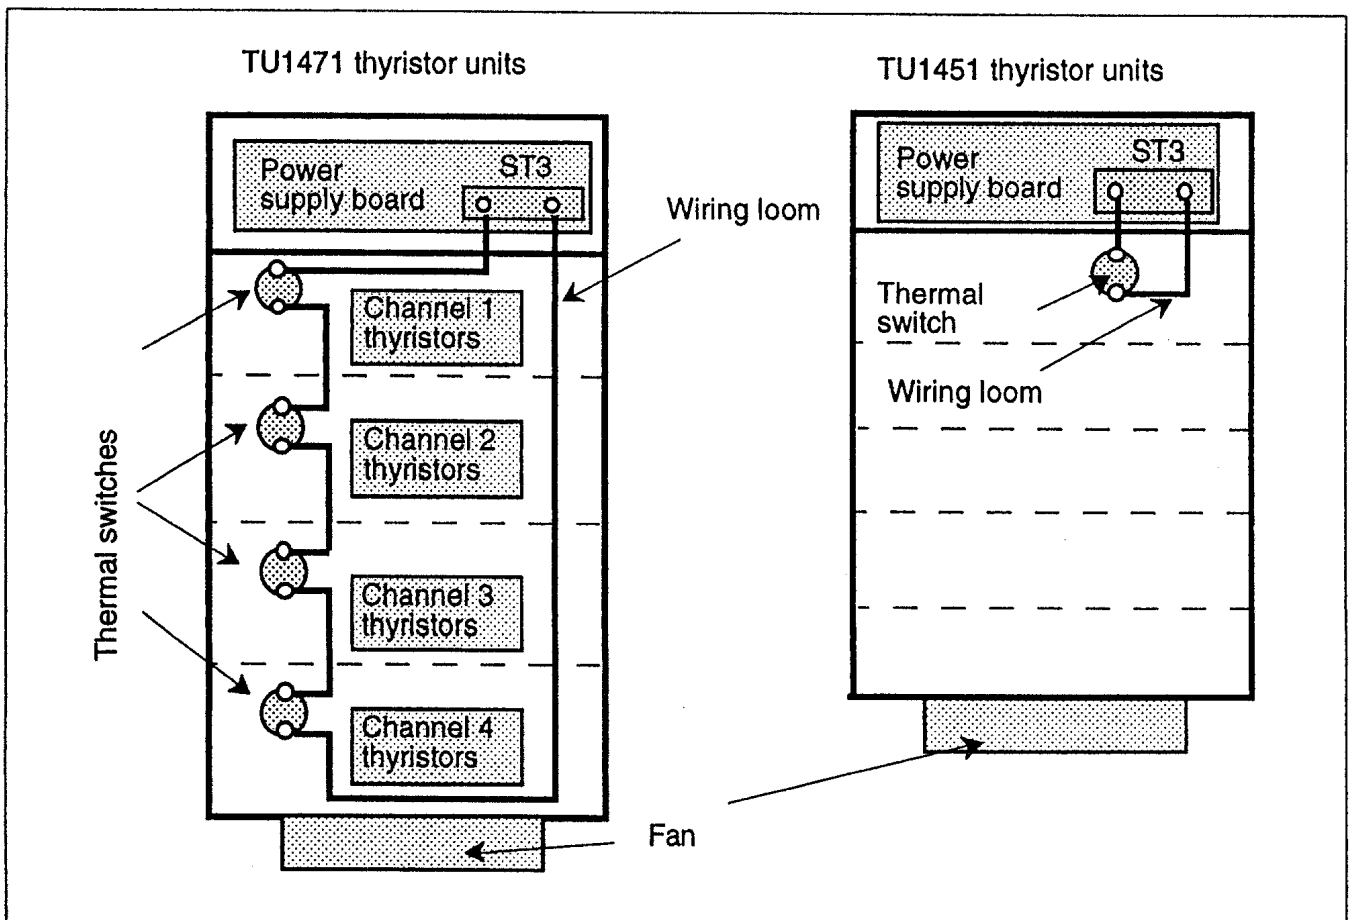 TU1471 thyristor units
Power
supply board
ST3
Wiring loom
Channel 1
thyristors
Channel 2
thyristors
Channel 3
thyristors
Channel 4
thyristors
Thermal switches
Fan
TU1451 thyristor units
Power
supply board
ST3
Thermal
switch
Wiring loom